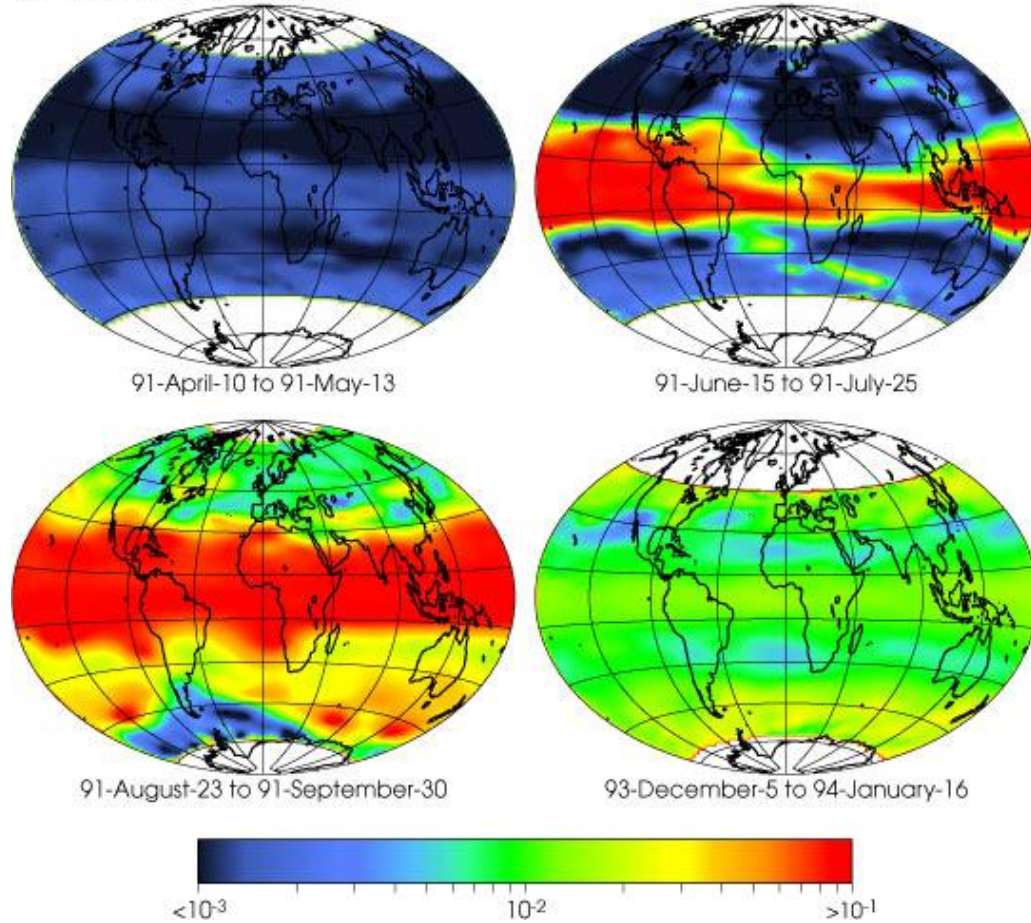 91-April-10 to 91-May-13
91-June-15 to 91-July-25
91-August-23 to 91-September-30
93-December-5 to 94-January-16
<10⁻³
10⁻²
>10⁻¹